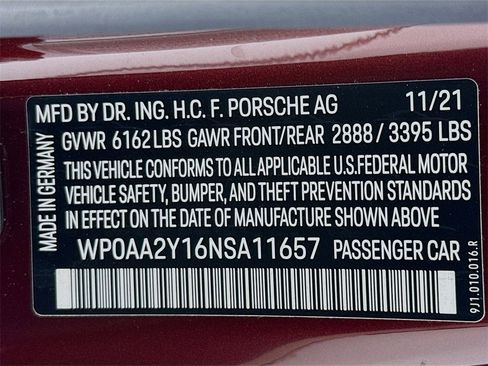 MFD BY DR. ING. H.C. F. PORSCHE AG 11/21
GVWR 6162 LBS GAWR FRONT/REAR 2888 / 3395 LBS
THIS VEHICLE CONFORMS TO ALL APPLICABLE U.S.FEDERAL MOTOR
VEHICLE SAFETY, BUMPER, AND THEFT PREVENTION STANDARDS
IN EFFECT ON THE DATE OF MANUFACTURE SHOWN ABOVE
WP0AA2Y16NSA11657 PASSENGER CAR
MADE IN GERMANY
9J1.010.016.R